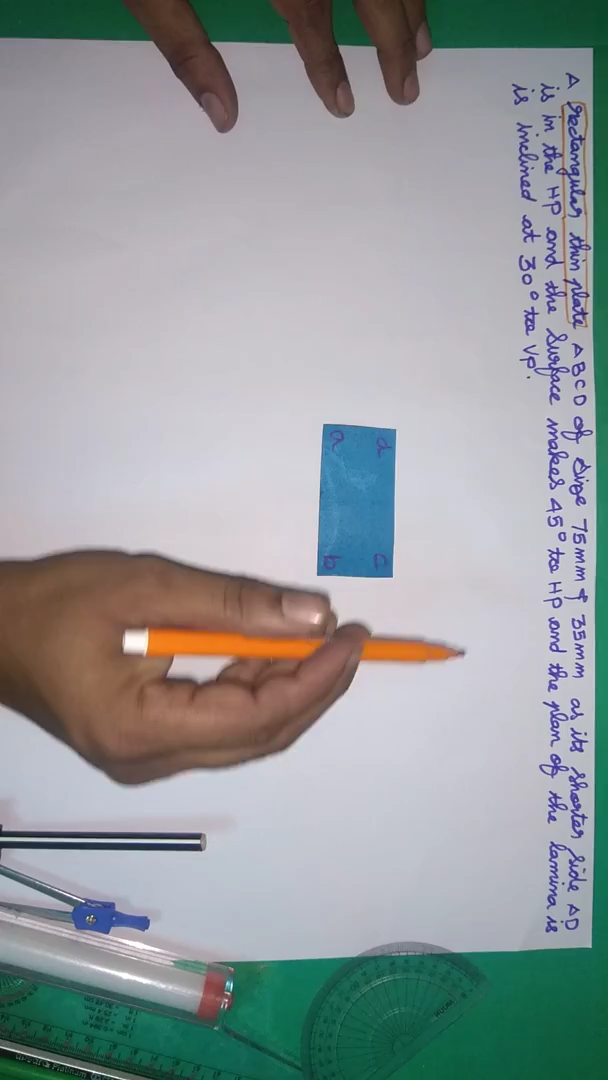 A rectangular thin plate ABCD of size 75mm & 35mm as its shorter side AD
is in the HP and the surface makes 45° to HP and the plan of the lamina is
is inclined at 30° to VP.
d c
a b